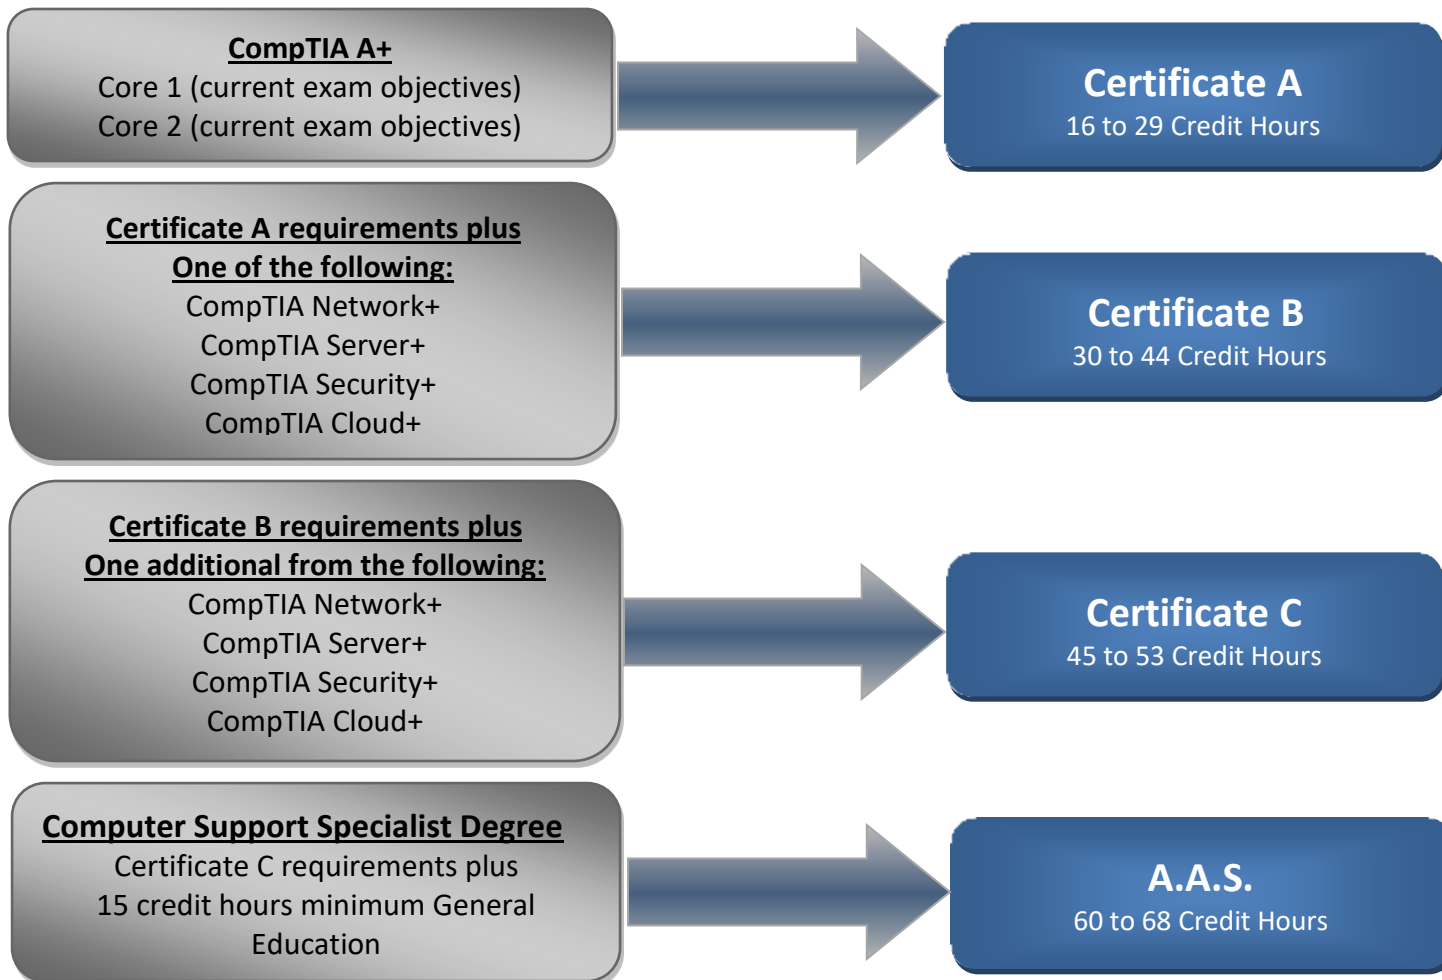 CompTIA A+
Core 1 (current exam objectives)
Core 2 (current exam objectives)
Certificate A
16 to 29 Credit Hours
Certificate A requirements plus
One of the following:
CompTIA Network+
CompTIA Server+
CompTIA Security+
CompTIA Cloud+
Certificate B
30 to 44 Credit Hours
Certificate B requirements plus
One additional from the following:
CompTIA Network+
CompTIA Server+
CompTIA Security+
CompTIA Cloud+
Certificate C
45 to 53 Credit Hours
Computer Support Specialist Degree
Certificate C requirements plus
15 credit hours minimum General
Education
A.A.S.
60 to 68 Credit Hours